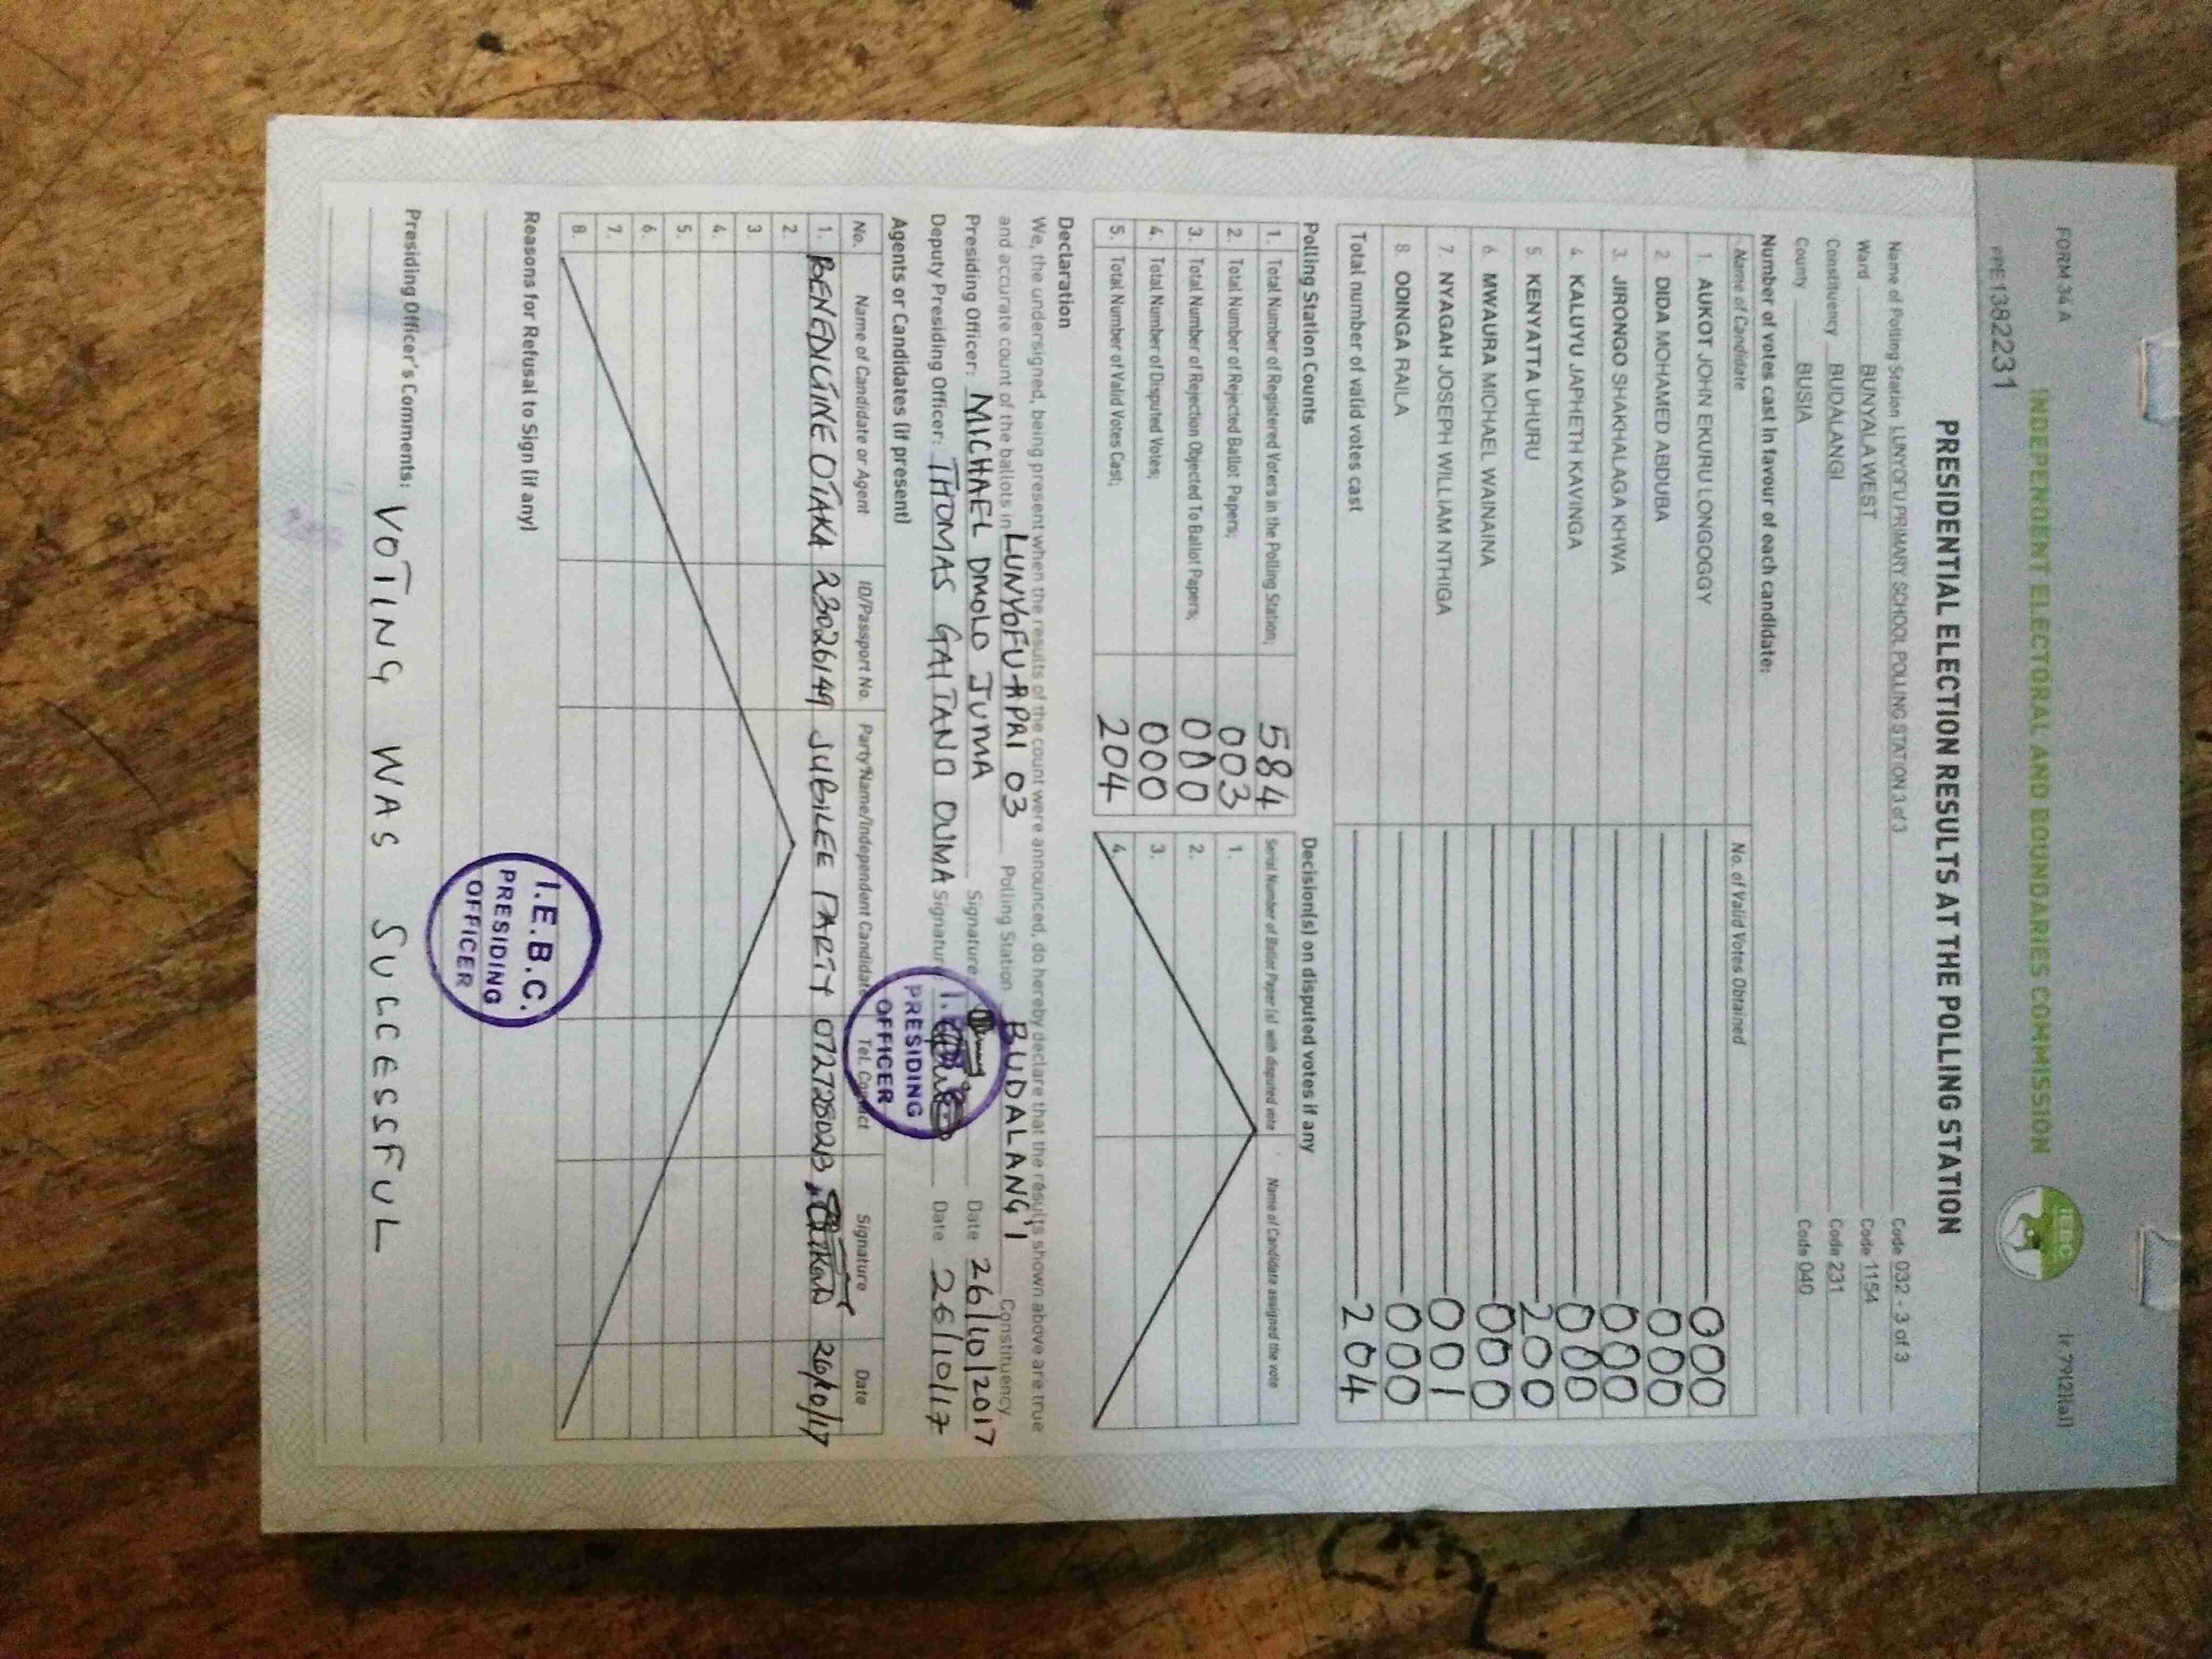 FORM 34 A
(r. 79(2)(a))
INDEPENDENT ELECTORAL AND BOUNDARIES COMMISSION
IEBC
PPE1382231
PRESIDENTIAL ELECTION RESULTS AT THE POLLING STATION
Name of Polling Station LUNYOFU PRIMARY SCHOOL POLLING STATION 3 of 3 Code 032 - 3 of 3
Ward BUNYALA WEST Code 1154
Constituency BUDALANGI Code 231
County BUSIA Code 040
Number of votes cast in favour of each candidate:
Name of Candidate No. of Valid Votes Obtained
1. AUKOT JOHN EKURU LONGOGGY 000
2 DIDA MOHAMED ABDUBA 000
3. JIRONGO SHAKHALAGA KHWA 000
4. KALUYU JAPHETH KAVINGA 000
5 KENYATTA UHURU 200
6. MWAURA MICHAEL WAINAINA 000
7. NYAGAH JOSEPH WILLIAM NTHIGA 001
8. ODINGA RAILA 000
Total number of valid votes cast 204
Polling Station Counts
1. Total Number of Registered Voters in the Polling Station; 584
2. Total Number of Rejected Ballot Papers; 003
3. Total Number of Rejection Objected To Ballot Papers; 000
4. Total Number of Disputed Votes; 000
5. Total Number of Valid Votes Cast; 204
Decision(s) on disputed votes if any
Serial Number of Ballot Paper (s) with disputed vote Name of Candidate assigned the vote
1.
2.
3.
4.
Declaration
We, the undersigned, being present when the results of the count were announced, do hereby declare that the results shown above are true
and accurate count of the ballots in LUNYOFU PRI 03 Polling Station BUDALANG'I Constituency
Presiding Officer: MICHAEL OMOLO JUMA Signature Date 26/10/2017
Deputy Presiding Officer: THOMAS GAITANO OUMA Signature Date 26/10/17
I.E.B.C.
PRESIDING
OFFICER
Agents or Candidates (if present)
No. Name of Candidate or Agent ID/Passport No. Party Name/Independent Candidate Tel. Contact Signature Date
1. BENEDICTINE OTAKA 23026149 JUBILEE PARTY 26/10/17
2.
3.
4.
5.
6.
7.
8.
Reasons for Refusal to Sign (if any)
I.E.B.C.
PRESIDING
OFFICER
Presiding Officer's Comments: VOTING WAS SUCCESSFUL